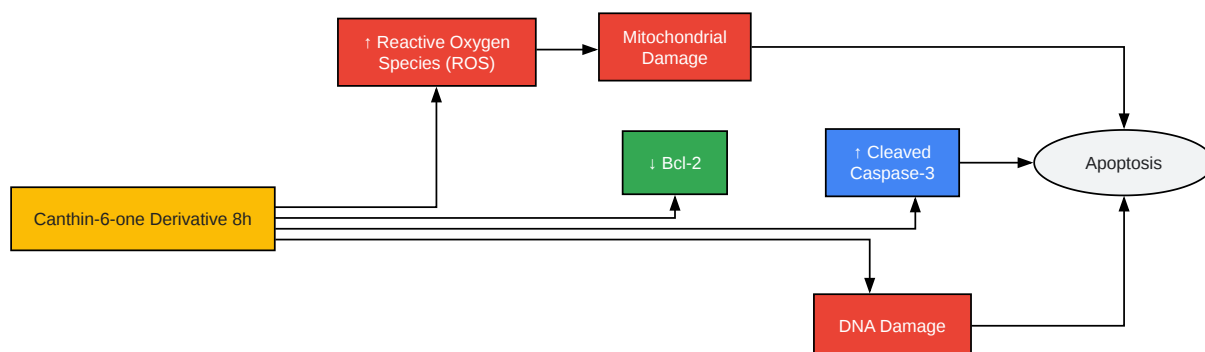 ↑ Reactive Oxygen
Species (ROS)
Mitochondrial
Damage
↓ Bcl-2
↑ Cleaved
Caspase-3
Apoptosis
Canthin-6-one Derivative 8h
DNA Damage